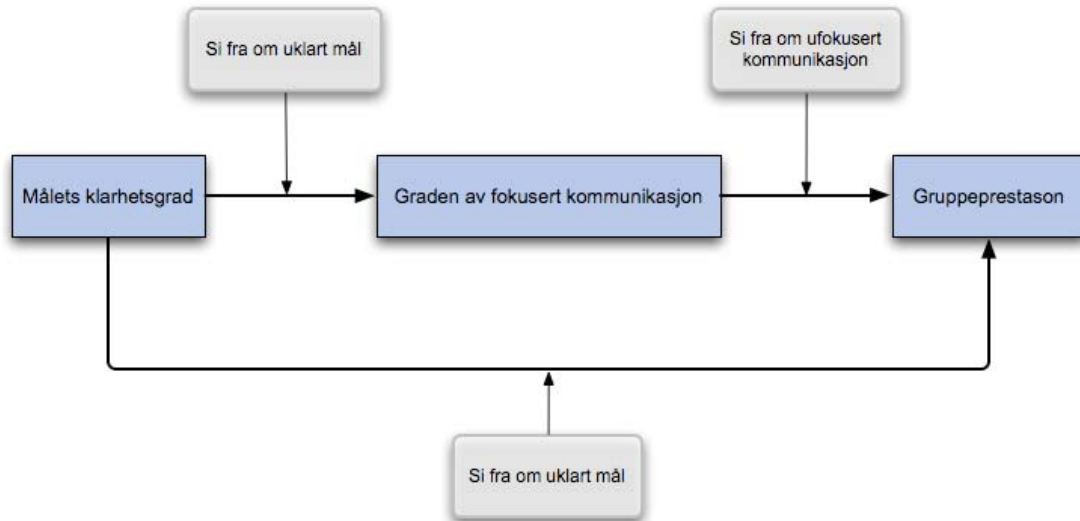 Si fra om uklart mål
Si fra om ufokusert
kommunikasjon
Målets klarhetsgrad
Graden av fokusert kommunikasjon
Gruppeprestason
Si fra om uklart mål